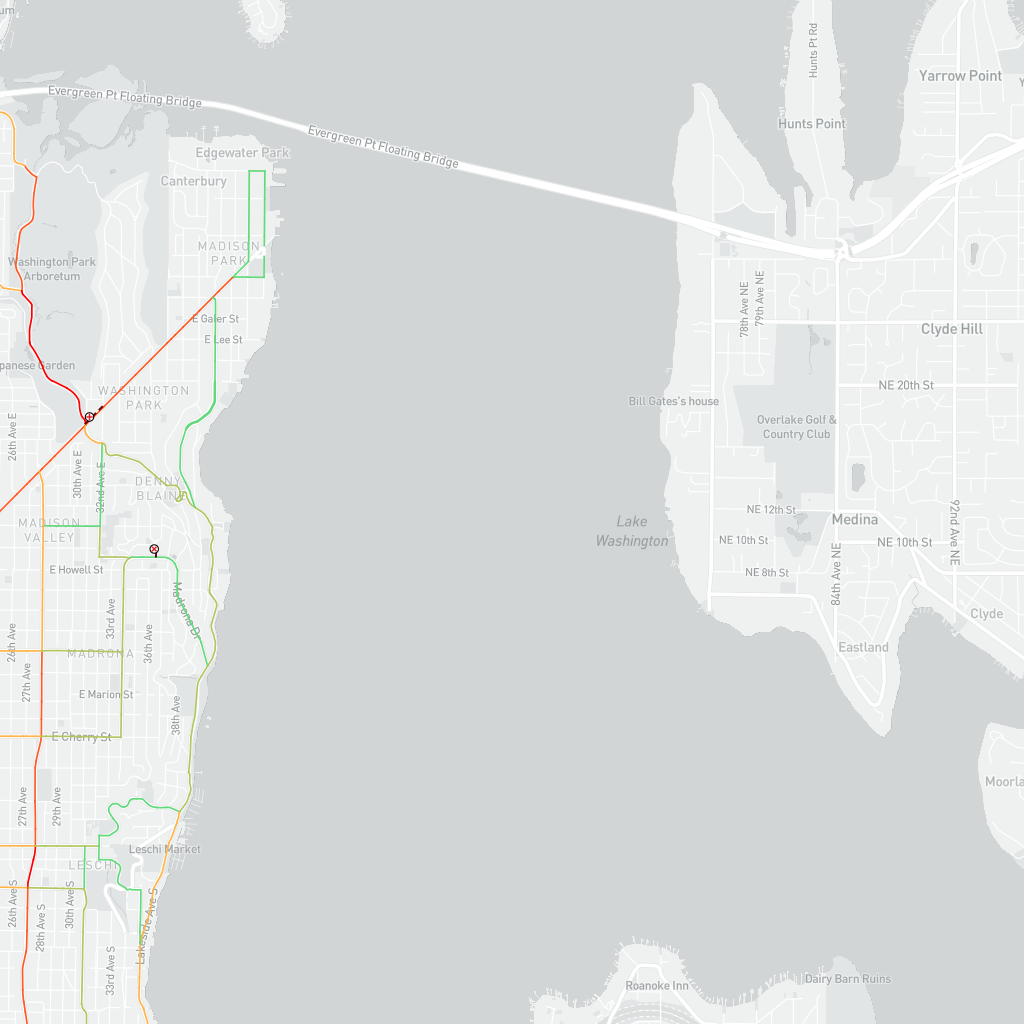 um
Hunts Pt Rd
Yarrow Point
Y
Evergreen Pt Floating Bridge
Hunts Point
Evergreen Pt Floating Bridge
Edgewater Park
Canterbury
MADISON
PARK
Washington Park
Arboretum
78th Ave NE
79th Ave NE
E Galer St
Clyde Hill
E Lee St
panese Garden
WASHINGTON
PARK
NE 20th St
Bill Gates's house
Overlake Golf &
Country Club
26th Ave E
30th Ave E
32nd Ave E
DENNY
BLAINE
NE 12th St
Medina
92nd Ave NE
MADISON
VALLEY
Lake
Washington
NE 10th St
NE 10th St
E Howell St
NE 8th St
84th Ave NE
Madrona Dr
33rd Ave
Clyde
26th Ave
36th Ave
MADRONA
Eastland
27th Ave
E Marion St
38th Ave
E Cherry St
Moorla
27th Ave
29th Ave
Leschi Market
LESCHI
26th Ave S
30th Ave S
28th Ave S
Lakeside Ave S
33rd Ave S
Roanoke Inn
Dairy Barn Ruins